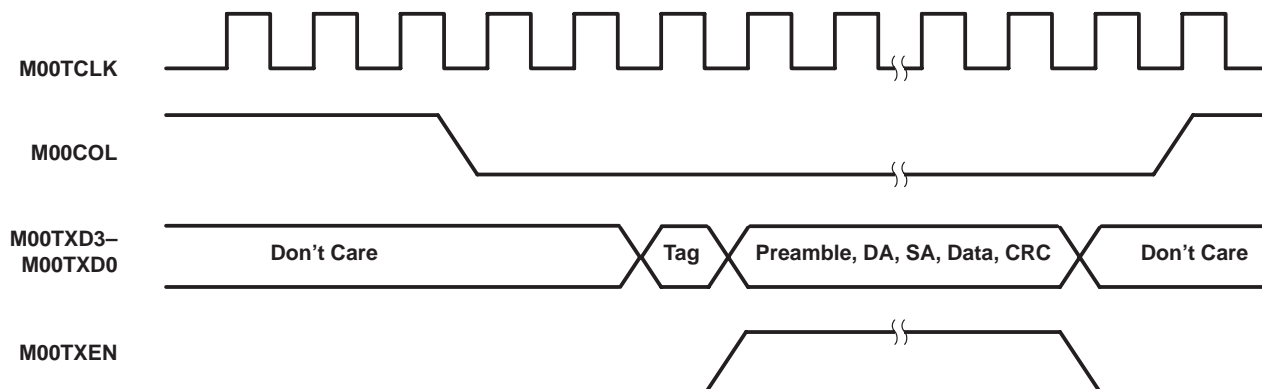 M00TCLK
M00COL
M00TXD3–
M00TXD0
Don't Care
Tag
Preamble, DA, SA, Data, CRC
Don't Care
M00TXEN